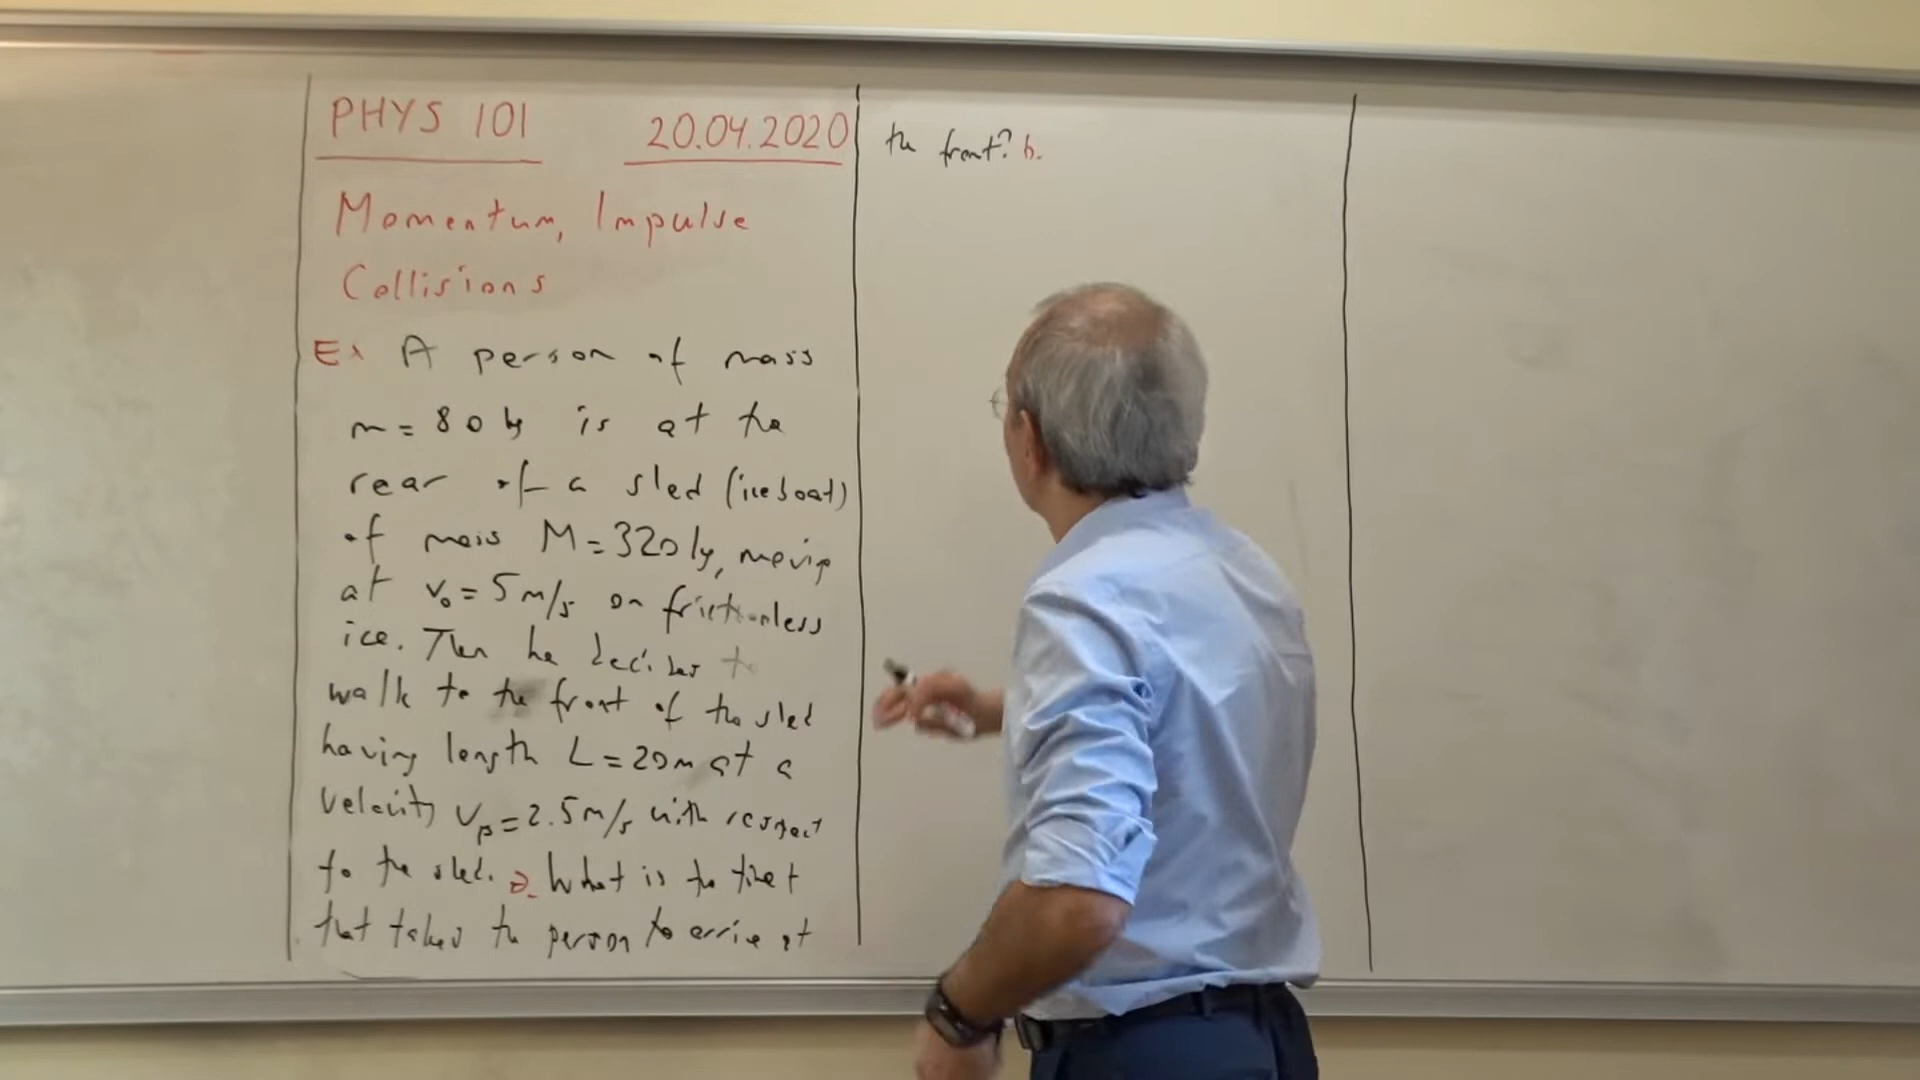 PHYS 101 20.04.2020
Momentum, Impulse
Collisions
Ex A person of mass
m = 80 kg is at the
rear of a sled (iceboat)
of mass M = 320 kg, moving
at v₀ = 5 m/s on frictionless
ice. Then he decides to
walk to the front of the sled
having length L = 20m at a
velocity vₚ = 2.5 m/s with respect
to the sled. a. What is the time t
that takes the person to arrive at
the front? b.